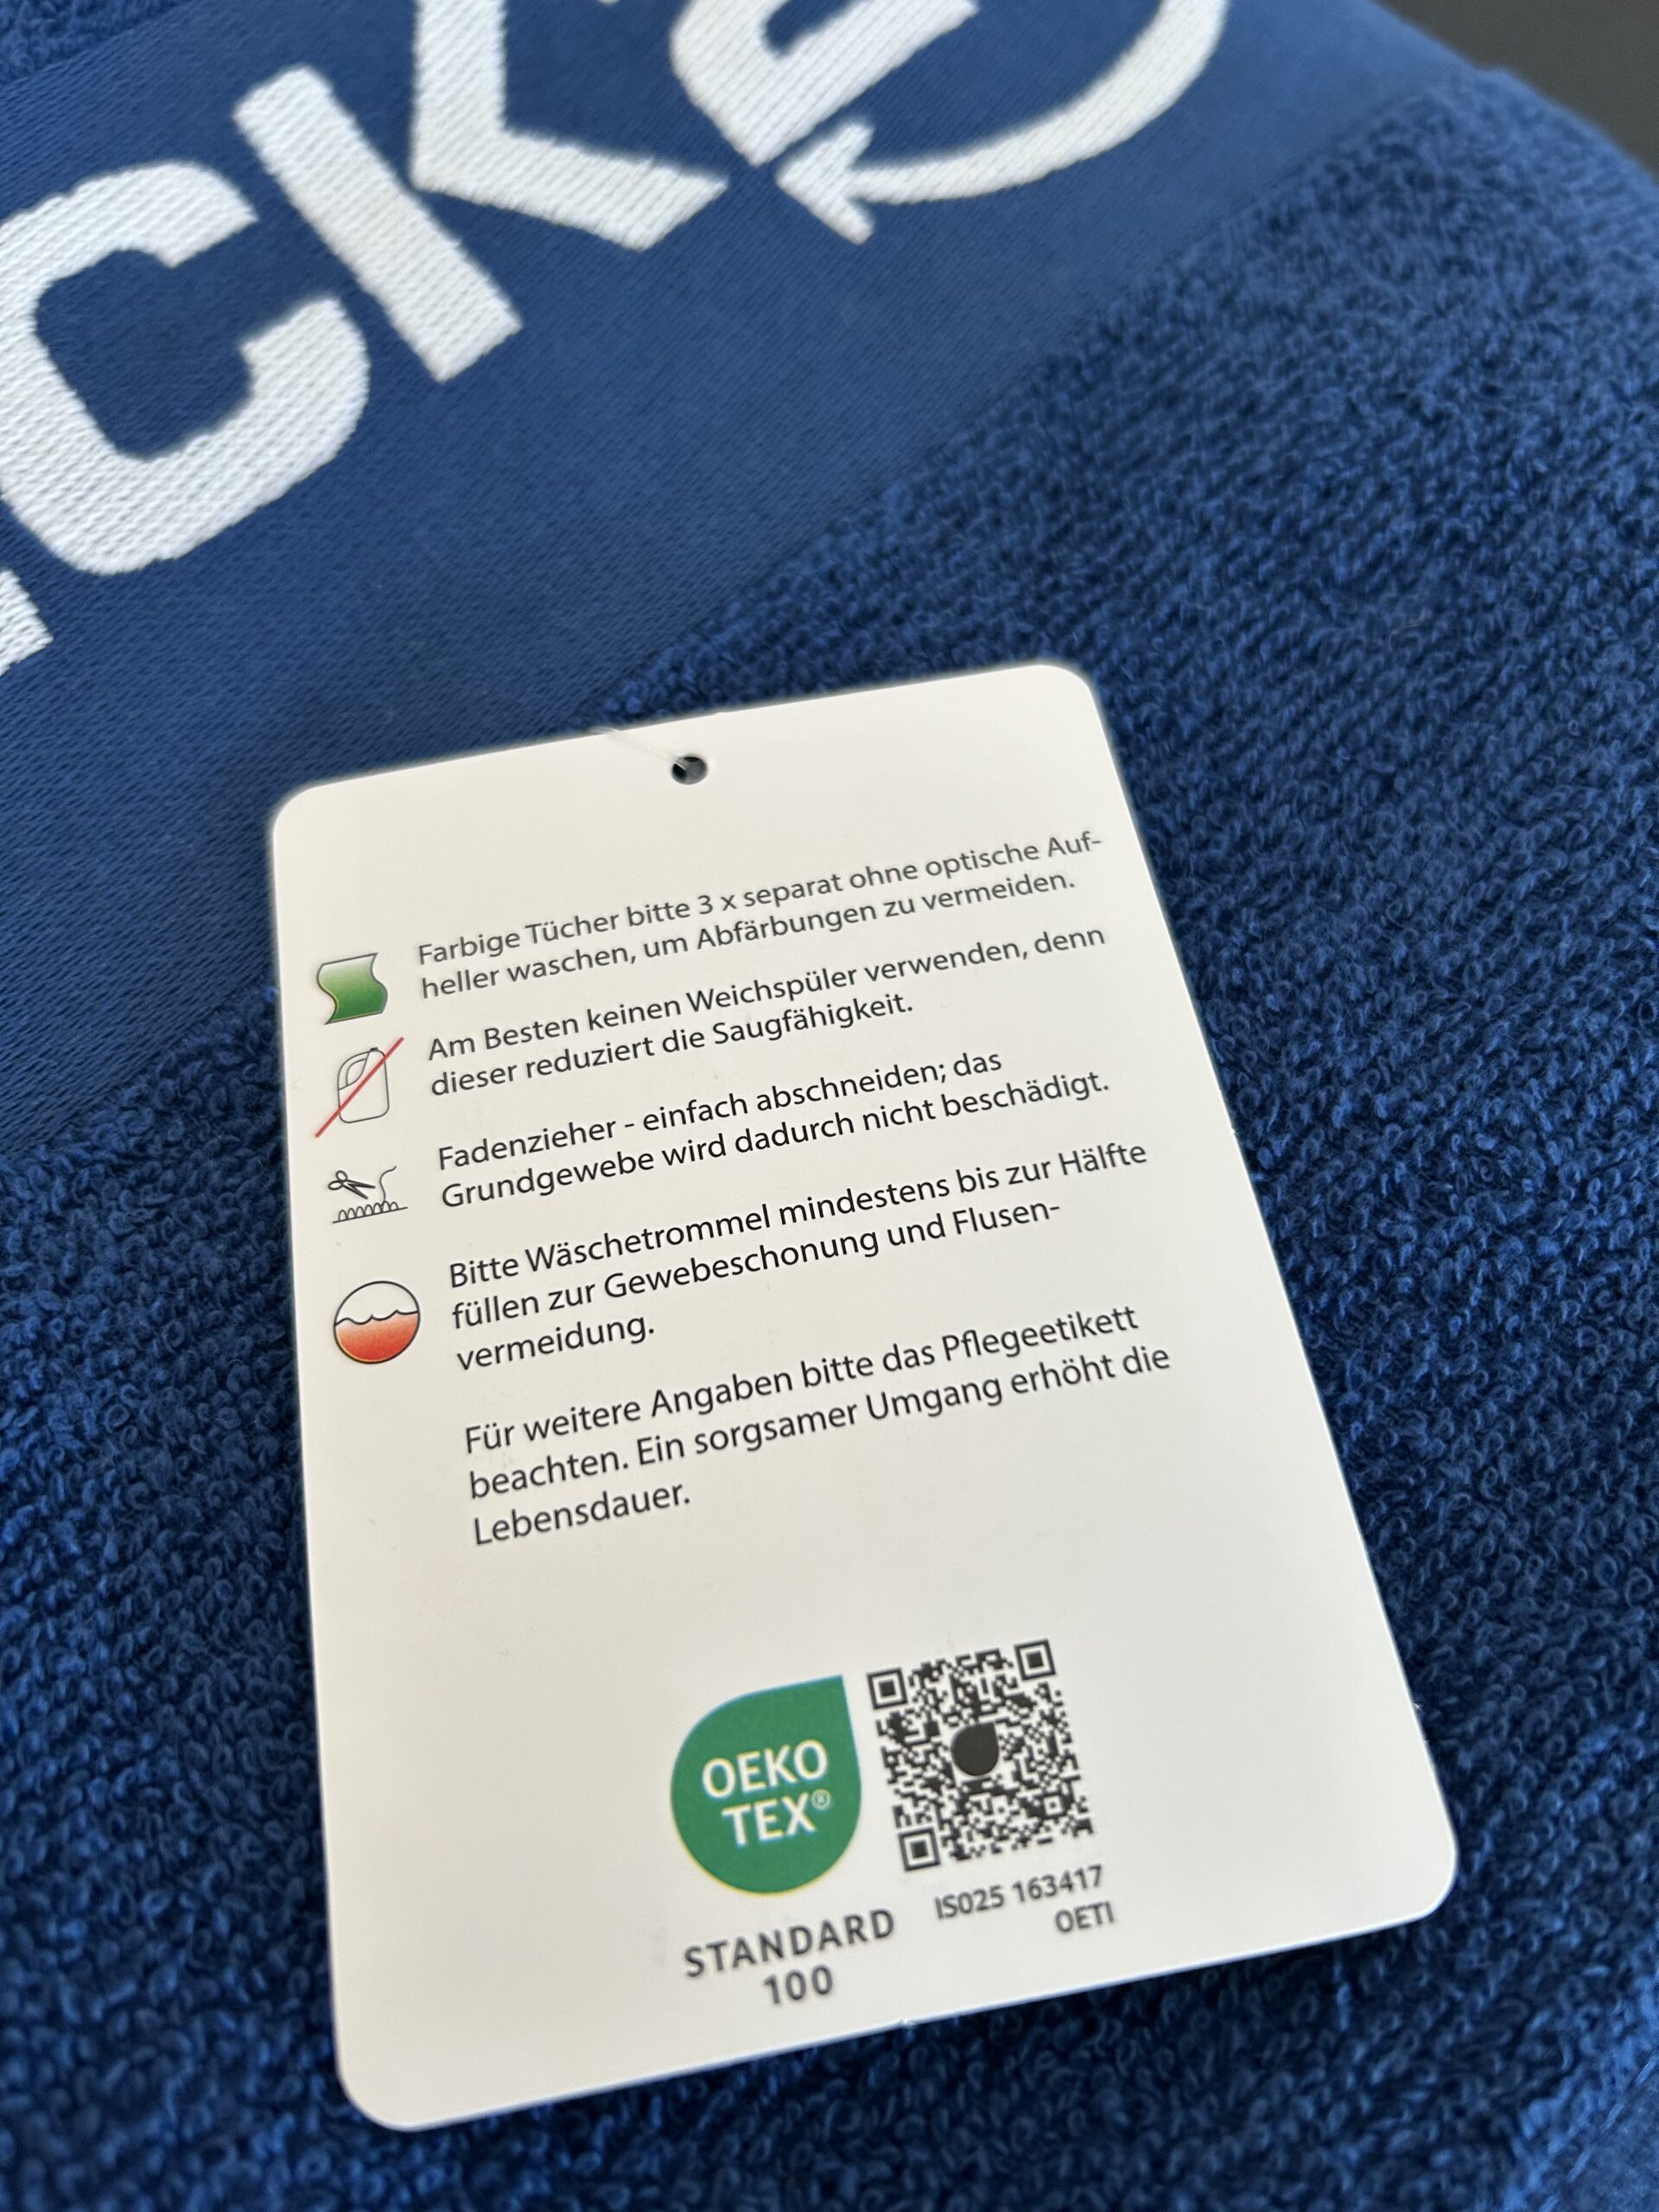 Farbige Tücher bitte 3 x separat ohne optische Auf-
heller waschen, um Abfärbungen zu vermeiden.
Am Besten keinen Weichspüler verwenden, denn
dieser reduziert die Saugfähigkeit.
Fadenzieher - einfach abschneiden; das
Grundgewebe wird dadurch nicht beschädigt.
Bitte Wäschetrommel mindestens bis zur Hälfte
füllen zur Gewebeschonung und Flusen-
vermeidung.
Für weitere Angaben bitte das Pflegeetikett
beachten. Ein sorgsamer Umgang erhöht die
Lebensdauer.
OEKO
TEX®
STANDARD
100
IS025 163417
OETI